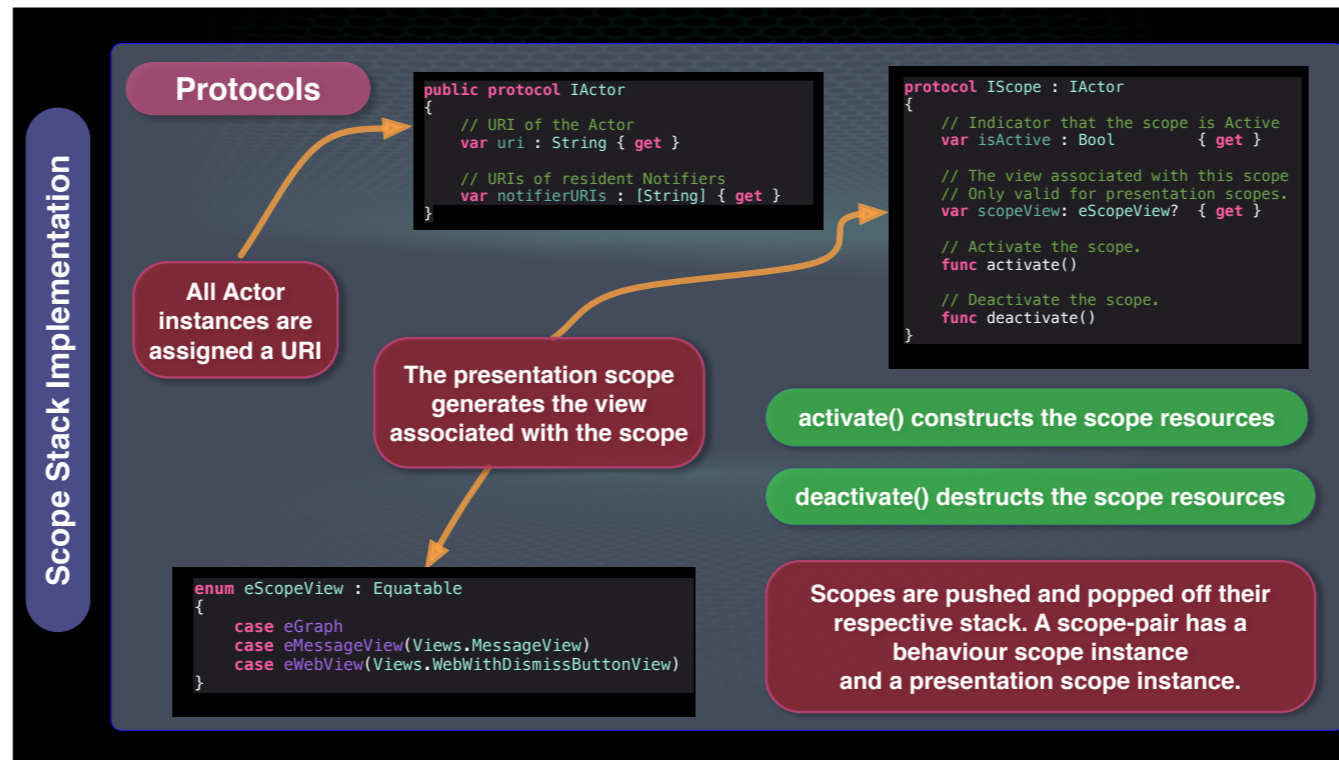 Scope Stack Implementation
Protocols
public protocol IActor
{
    // URI of the Actor
    var uri : String { get }

    // URIs of resident Notifiers
    var notifierURIs : [String] { get }
}
protocol IScope : IActor
{
    // Indicator that the scope is Active
    var isActive : Bool         { get }

    // The view associated with this scope
    // Only valid for presentation scopes.
    var scopeView: eScopeView?  { get }

    // Activate the scope.
    func activate()

    // Deactivate the scope.
    func deactivate()
}
All Actor
instances are
assigned a URI
The presentation scope
generates the view
associated with the scope
activate() constructs the scope resources
deactivate() destructs the scope resources
enum eScopeView : Equatable
{
    case eGraph
    case eMessageView(Views.MessageView)
    case eWebView(Views.WebWithDismissButtonView)
}
Scopes are pushed and popped off their
respective stack. A scope-pair has a
behaviour scope instance
and a presentation scope instance.